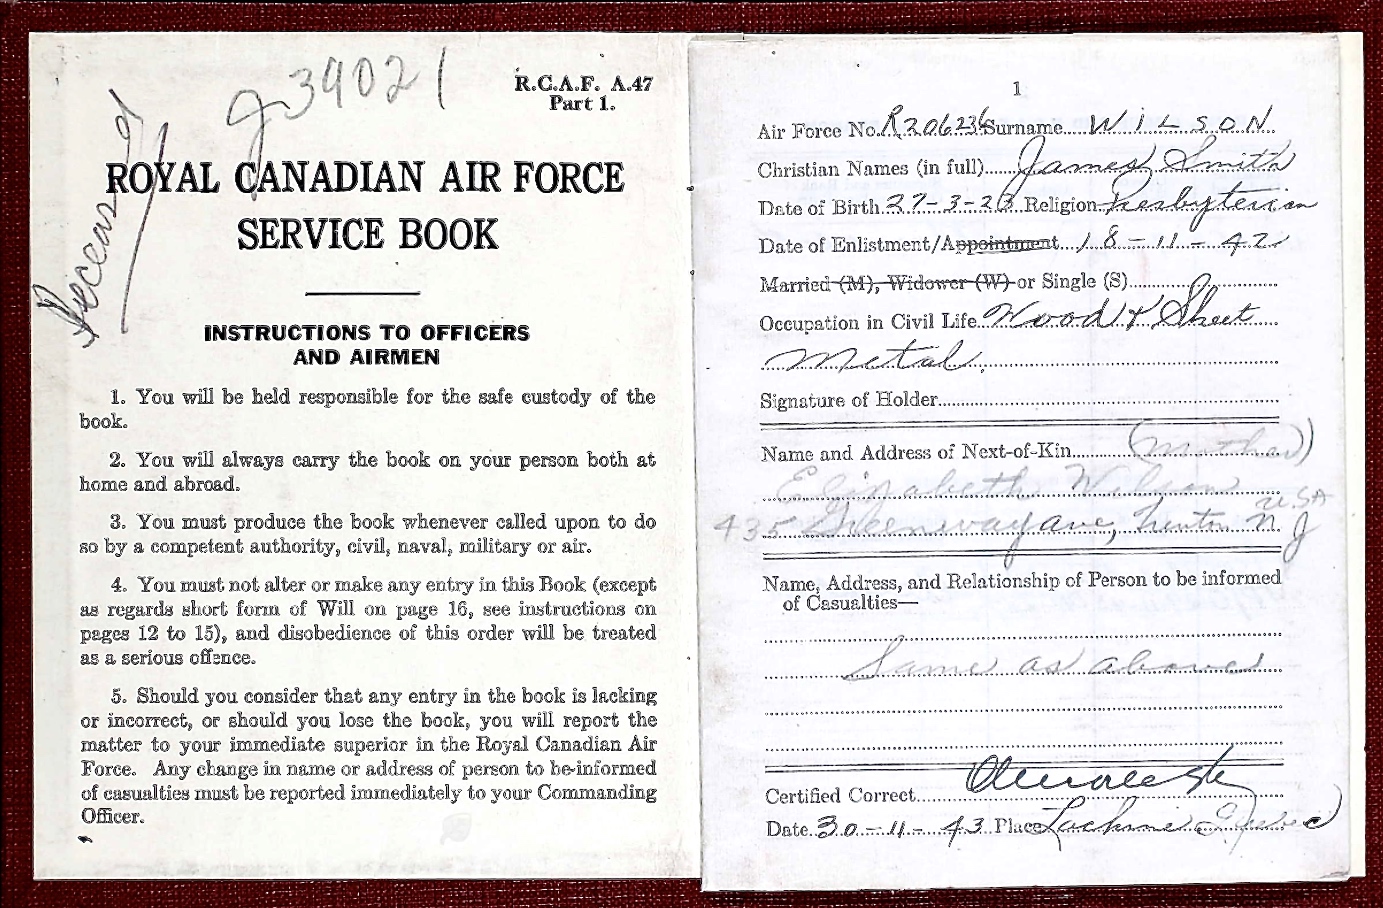 J39021
Deceased
R.C.A.F. A.47
Part 1.
ROYAL CANADIAN AIR FORCE
SERVICE BOOK
INSTRUCTIONS TO OFFICERS
AND AIRMEN
1. You will be held responsible for the safe custody of the
book.
2. You will always carry the book on your person both at
home and abroad.
3. You must produce the book whenever called upon to do
so by a competent authority, civil, naval, military or air.
4. You must not alter or make any entry in this Book (except
as regards short form of Will on page 16, see instructions on
pages 12 to 15), and disobedience of this order will be treated
as a serious offence.
5. Should you consider that any entry in the book is lacking
or incorrect, or should you lose the book, you will report the
matter to your immediate superior in the Royal Canadian Air
Force. Any change in name or address of person to be informed
of casualties must be reported immediately to your Commanding
Officer.
1
Air Force No. R206236 Surname WILSON
Christian Names (in full) James Smith
Date of Birth 27-3-23 Religion Presbyterian
Date of Enlistment/Appointment 18-11-42
Married (M), Widower (W) or Single (S)
Occupation in Civil Life Wood & Sheet
Metal.
Signature of Holder
Name and Address of Next-of-Kin (Mother)
Elizabeth Wilson
435 Greenway Ave, Trenton N J U.S.A
Name, Address, and Relationship of Person to be informed
of Casualties—
Same as above
Certified Correct
Date 30-11-43 Place Lachine Quebec